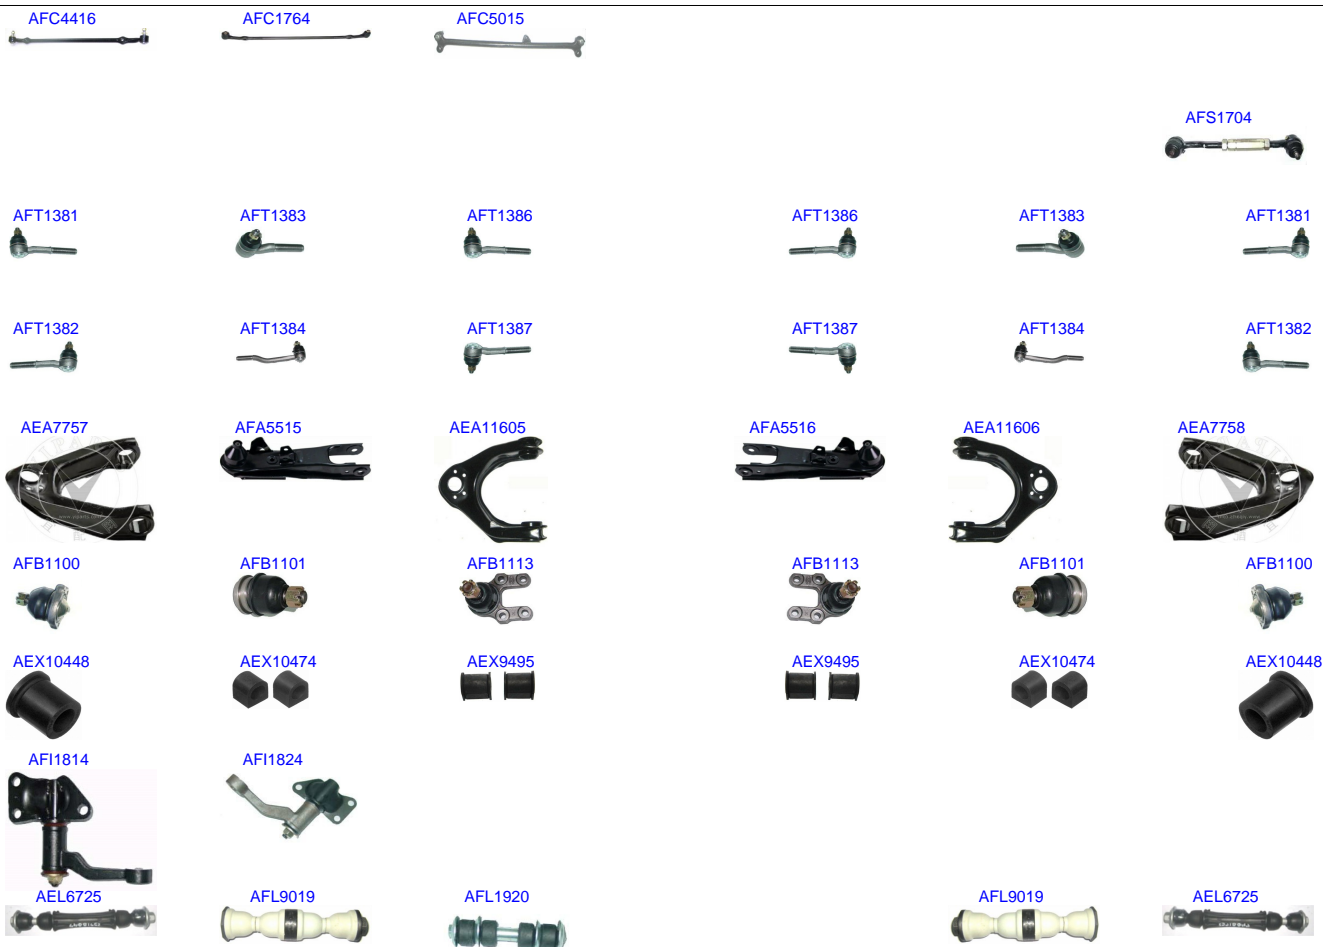 AFC4416 AFC1764 AFC5015
AFS1704
AFT1381 AFT1383 AFT1386 AFT1386 AFT1383 AFT1381
AFT1382 AFT1384 AFT1387 AFT1387 AFT1384 AFT1382
AEA7757 AFA5515 AEA11605 AFA5516 AEA11606 AEA7758
AFB1100 AFB1101 AFB1113 AFB1113 AFB1101 AFB1100
AEX10448 AEX10474 AEX9495 AEX9495 AEX10474 AEX10448
AFI1814 AFI1824
AEL6725 AFL9019 AFL1920 AFL9019 AEL6725